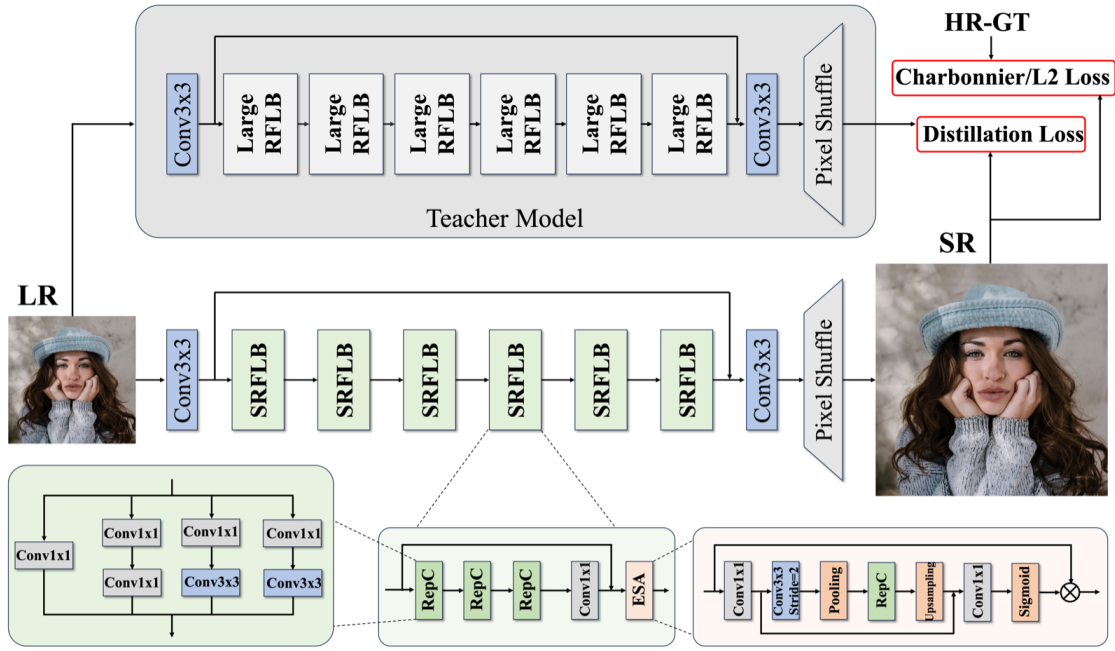 HR-GT
Charbonnier/L2 Loss
Distillation Loss
Conv3x3
Large
RFLB
Large
RFLB
Large
RFLB
Large
RFLB
Large
RFLB
Large
RFLB
Conv3x3
Pixel Shuffle
Teacher Model
LR
SR
Conv3x3
SRFLB
SRFLB
SRFLB
SRFLB
SRFLB
SRFLB
Conv3x3
Pixel Shuffle
Conv1x1
Conv1x1
Conv1x1
Conv1x1
Conv1x1
Conv3x3
Conv3x3
RepC
RepC
RepC
Conv1x1
ESA
Conv1x1
Conv3x3
Stride=2
Pooling
RepC
Upsampling
Conv1x1
Sigmoid